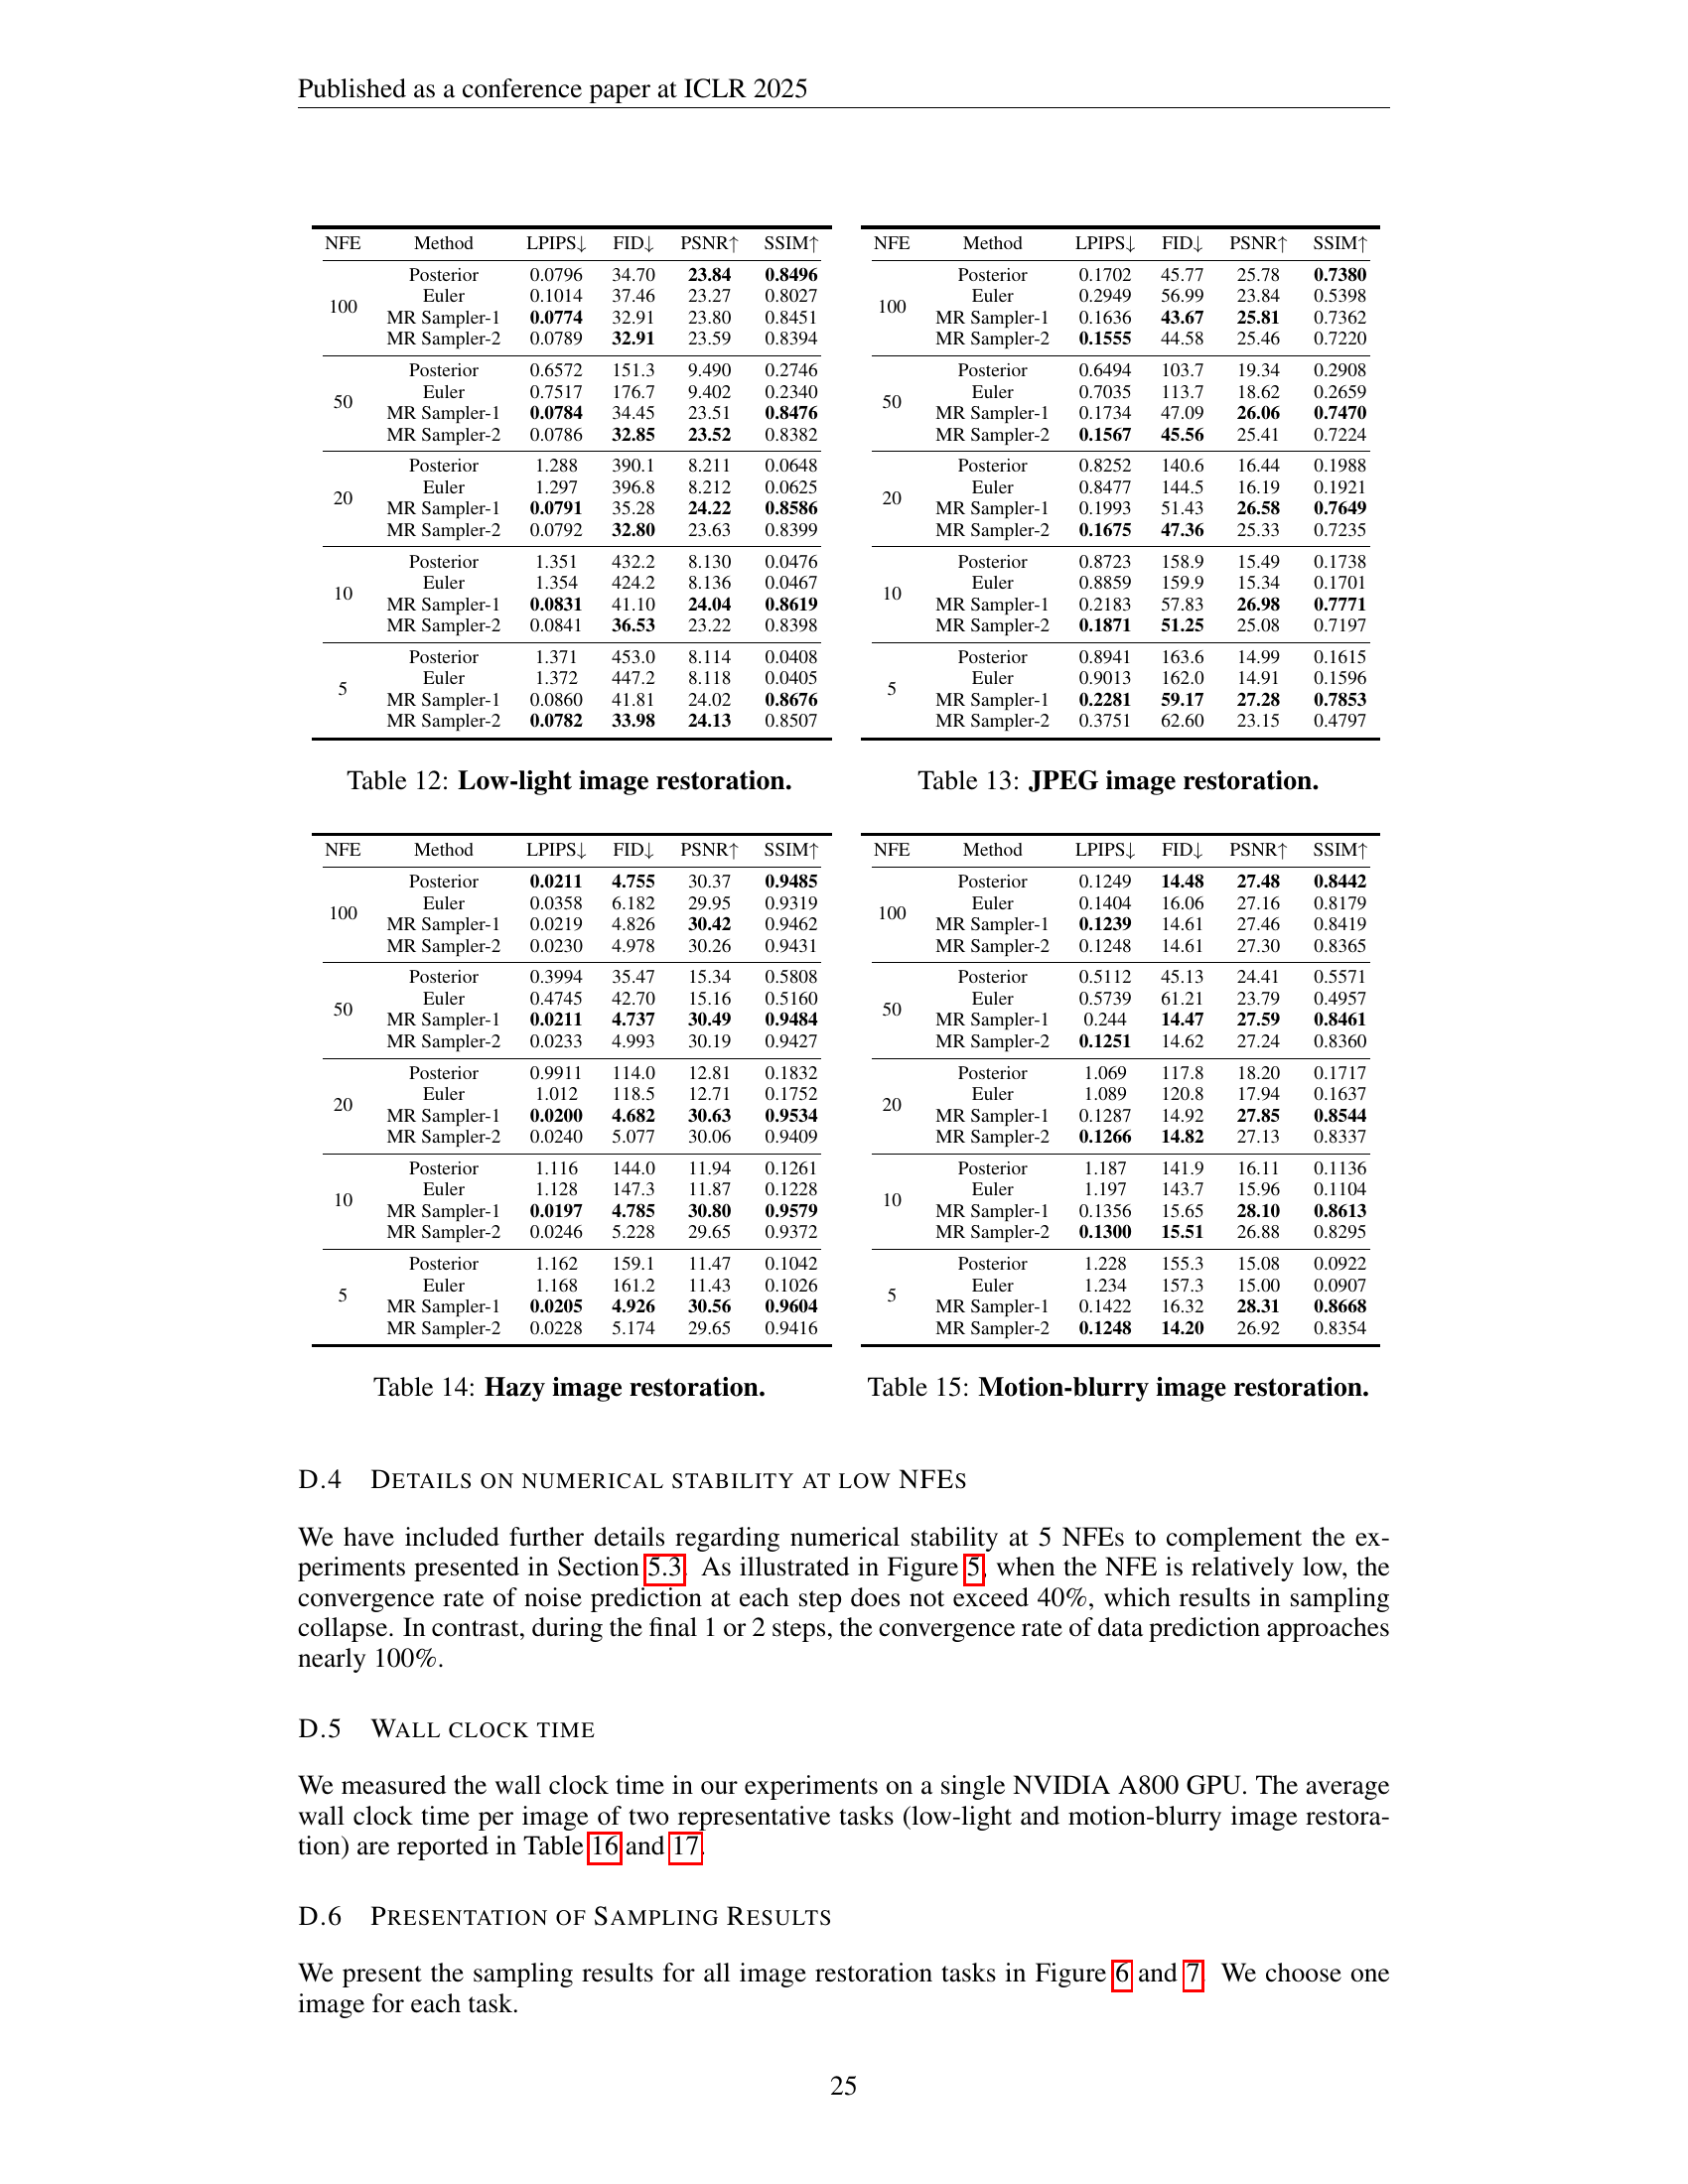 Published as a conference paper at ICLR 2025
NFE Method LPIPS↓ FID↓ PSNR↑ SSIM↑
100
Posterior 0.0796 34.70 23.84 0.8496
Euler 0.1014 37.46 23.27 0.8027
MR Sampler-1 0.0774 32.91 23.80 0.8451
MR Sampler-2 0.0789 32.91 23.59 0.8394
50
Posterior 0.6572 151.3 9.490 0.2746
Euler 0.7517 176.7 9.402 0.2340
MR Sampler-1 0.0784 34.45 23.51 0.8476
MR Sampler-2 0.0786 32.85 23.52 0.8382
20
Posterior 1.288 390.1 8.211 0.0648
Euler 1.297 396.8 8.212 0.0625
MR Sampler-1 0.0791 35.28 24.22 0.8586
MR Sampler-2 0.0792 32.80 23.63 0.8399
10
Posterior 1.351 432.2 8.130 0.0476
Euler 1.354 424.2 8.136 0.0467
MR Sampler-1 0.0831 41.10 24.04 0.8619
MR Sampler-2 0.0841 36.53 23.22 0.8398
5
Posterior 1.371 453.0 8.114 0.0408
Euler 1.372 447.2 8.118 0.0405
MR Sampler-1 0.0860 41.81 24.02 0.8676
MR Sampler-2 0.0782 33.98 24.13 0.8507
Table 12: Low-light image restoration.
NFE Method LPIPS↓ FID↓ PSNR↑ SSIM↑
100
Posterior 0.1702 45.77 25.78 0.7380
Euler 0.2949 56.99 23.84 0.5398
MR Sampler-1 0.1636 43.67 25.81 0.7362
MR Sampler-2 0.1555 44.58 25.46 0.7220
50
Posterior 0.6494 103.7 19.34 0.2908
Euler 0.7035 113.7 18.62 0.2659
MR Sampler-1 0.1734 47.09 26.06 0.7470
MR Sampler-2 0.1567 45.56 25.41 0.7224
20
Posterior 0.8252 140.6 16.44 0.1988
Euler 0.8477 144.5 16.19 0.1921
MR Sampler-1 0.1993 51.43 26.58 0.7649
MR Sampler-2 0.1675 47.36 25.33 0.7235
10
Posterior 0.8723 158.9 15.49 0.1738
Euler 0.8859 159.9 15.34 0.1701
MR Sampler-1 0.2183 57.83 26.98 0.7771
MR Sampler-2 0.1871 51.25 25.08 0.7197
5
Posterior 0.8941 163.6 14.99 0.1615
Euler 0.9013 162.0 14.91 0.1596
MR Sampler-1 0.2281 59.17 27.28 0.7853
MR Sampler-2 0.3751 62.60 23.15 0.4797
Table 13: JPEG image restoration.
NFE Method LPIPS↓ FID↓ PSNR↑ SSIM↑
100
Posterior 0.0211 4.755 30.37 0.9485
Euler 0.0358 6.182 29.95 0.9319
MR Sampler-1 0.0219 4.826 30.42 0.9462
MR Sampler-2 0.0230 4.978 30.26 0.9431
50
Posterior 0.3994 35.47 15.34 0.5808
Euler 0.4745 42.70 15.16 0.5160
MR Sampler-1 0.0211 4.737 30.49 0.9484
MR Sampler-2 0.0233 4.993 30.19 0.9427
20
Posterior 0.9911 114.0 12.81 0.1832
Euler 1.012 118.5 12.71 0.1752
MR Sampler-1 0.0200 4.682 30.63 0.9534
MR Sampler-2 0.0240 5.077 30.06 0.9409
10
Posterior 1.116 144.0 11.94 0.1261
Euler 1.128 147.3 11.87 0.1228
MR Sampler-1 0.0197 4.785 30.80 0.9579
MR Sampler-2 0.0246 5.228 29.65 0.9372
5
Posterior 1.162 159.1 11.47 0.1042
Euler 1.168 161.2 11.43 0.1026
MR Sampler-1 0.0205 4.926 30.56 0.9604
MR Sampler-2 0.0228 5.174 29.65 0.9416
Table 14: Hazy image restoration.
NFE Method LPIPS↓ FID↓ PSNR↑ SSIM↑
100
Posterior 0.1249 14.48 27.48 0.8442
Euler 0.1404 16.06 27.16 0.8179
MR Sampler-1 0.1239 14.61 27.46 0.8419
MR Sampler-2 0.1248 14.61 27.30 0.8365
50
Posterior 0.5112 45.13 24.41 0.5571
Euler 0.5739 61.21 23.79 0.4957
MR Sampler-1 0.244 14.47 27.59 0.8461
MR Sampler-2 0.1251 14.62 27.24 0.8360
20
Posterior 1.069 117.8 18.20 0.1717
Euler 1.089 120.8 17.94 0.1637
MR Sampler-1 0.1287 14.92 27.85 0.8544
MR Sampler-2 0.1266 14.82 27.13 0.8337
10
Posterior 1.187 141.9 16.11 0.1136
Euler 1.197 143.7 15.96 0.1104
MR Sampler-1 0.1356 15.65 28.10 0.8613
MR Sampler-2 0.1300 15.51 26.88 0.8295
5
Posterior 1.228 155.3 15.08 0.0922
Euler 1.234 157.3 15.00 0.0907
MR Sampler-1 0.1422 16.32 28.31 0.8668
MR Sampler-2 0.1248 14.20 26.92 0.8354
Table 15: Motion-blurry image restoration.
D.4 DETAILS ON NUMERICAL STABILITY AT LOW NFES
We have included further details regarding numerical stability at 5 NFEs to complement the ex-
periments presented in Section 5.3. As illustrated in Figure 5, when the NFE is relatively low, the
convergence rate of noise prediction at each step does not exceed 40%, which results in sampling
collapse. In contrast, during the final 1 or 2 steps, the convergence rate of data prediction approaches
nearly 100%.
D.5 WALL CLOCK TIME
We measured the wall clock time in our experiments on a single NVIDIA A800 GPU. The average
wall clock time per image of two representative tasks (low-light and motion-blurry image restora-
tion) are reported in Table 16 and 17.
D.6 PRESENTATION OF SAMPLING RESULTS
We present the sampling results for all image restoration tasks in Figure 6 and 7. We choose one
image for each task.
25